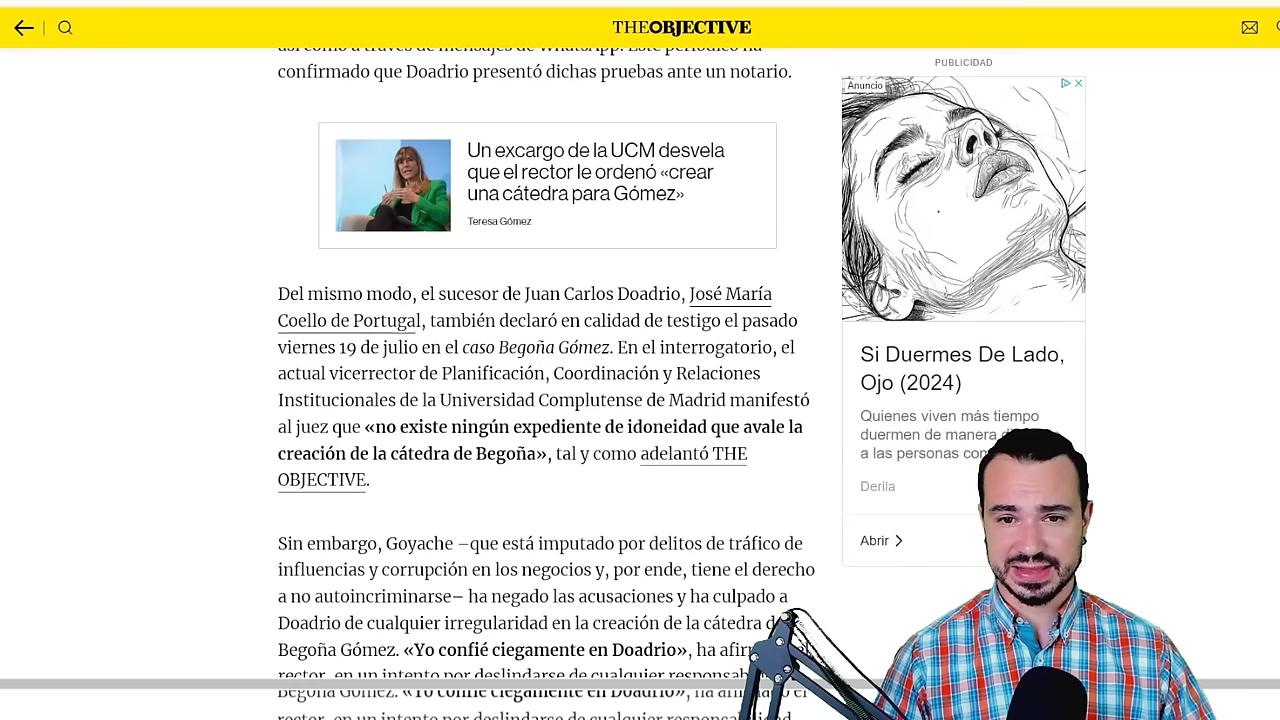 THEOBJECTIVE
así como a través de mensajes de WhatsApp. Este periódico ha
confirmado que Doadrio presentó dichas pruebas ante un notario.
Un excargo de la UCM desvela
que el rector le ordenó «crear
una cátedra para Gómez»
Teresa Gómez
Del mismo modo, el sucesor de Juan Carlos Doadrio, José María
Coello de Portugal, también declaró en calidad de testigo el pasado
viernes 19 de julio en el caso Begoña Gómez. En el interrogatorio, el
actual vicerrector de Planificación, Coordinación y Relaciones
Institucionales de la Universidad Complutense de Madrid manifestó
al juez que «no existe ningún expediente de idoneidad que avale la
creación de la cátedra de Begoña», tal y como adelantó THE
OBJECTIVE.
Sin embargo, Goyache –que está imputado por delitos de tráfico de
influencias y corrupción en los negocios y, por ende, tiene el derecho
a no autoincriminarse– ha negado las acusaciones y ha culpado a
Doadrio de cualquier irregularidad en la creación de la cátedra d
Begoña Gómez. «Yo confié ciegamente en Doadrio», ha afir el
rector, en un intento por deslindarse de cualquier responsab
Begoña Gómez. «Yo confié ciegamente en Doadrio», ha afir o el
rector, en un intento por deslindarse de cualquier responsa
PUBLICIDAD
Anuncio
Si Duermes De Lado,
Ojo (2024)
Quienes viven más tiempo
duermen de manera
a las personas con
Derila
Abrir